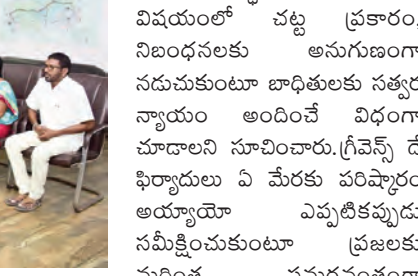 విషయంలో చట్ట ప్రకారం,
నిబంధనలకు అనుగుణంగా
నడుచుకుంటూ బాధితులకు సత్వర
న్యాయం అందించే విధంగా
చూడాలని సూచించారు.గ్రీవెన్స్ డే
ఫిర్యాదులు ఏ మేరకు పరిష్కారం
అయ్యాయో ఎప్పటికప్పుడు
సమీక్షించుకుంటూ ప్రజలకు